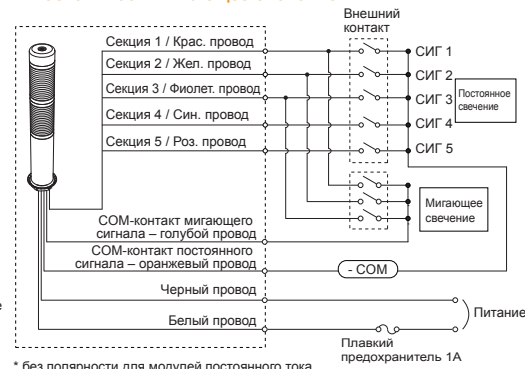 Внешний
контакт
Секция 1 / Крас. провод
СИГ 1
Секция 2 / Жел. провод
СИГ 2
Секция 3 / Фиолет. провод
СИГ 3
Постоянное
свечение
Секция 4 / Син. провод
СИГ 4
Секция 5 / Роз. провод
СИГ 5
Мигающее
свечение
COM-контакт мигающего
сигнала – голубой провод
COM-контакт постоянного
сигнала – оранжевый провод
- COM
Черный провод
Питание
Белый провод
Плавкий
предохранитель 1А
* без полярности для модулей постоянного тока